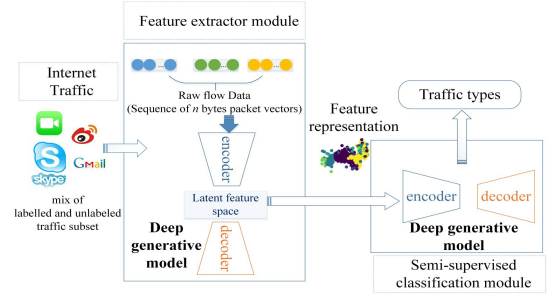 Feature extractor module
Internet
Traffic
SKYPE
GMail
mix of
labelled and unlabeled
traffic subset
Raw flow Data
(Sequence of n bytes packet vectors)
encoder
Latent feature
space
Deep
generative
model
decoder
Feature
representation
Traffic types
encoder
decoder
Deep generative
model
Semi-supervised
classification module